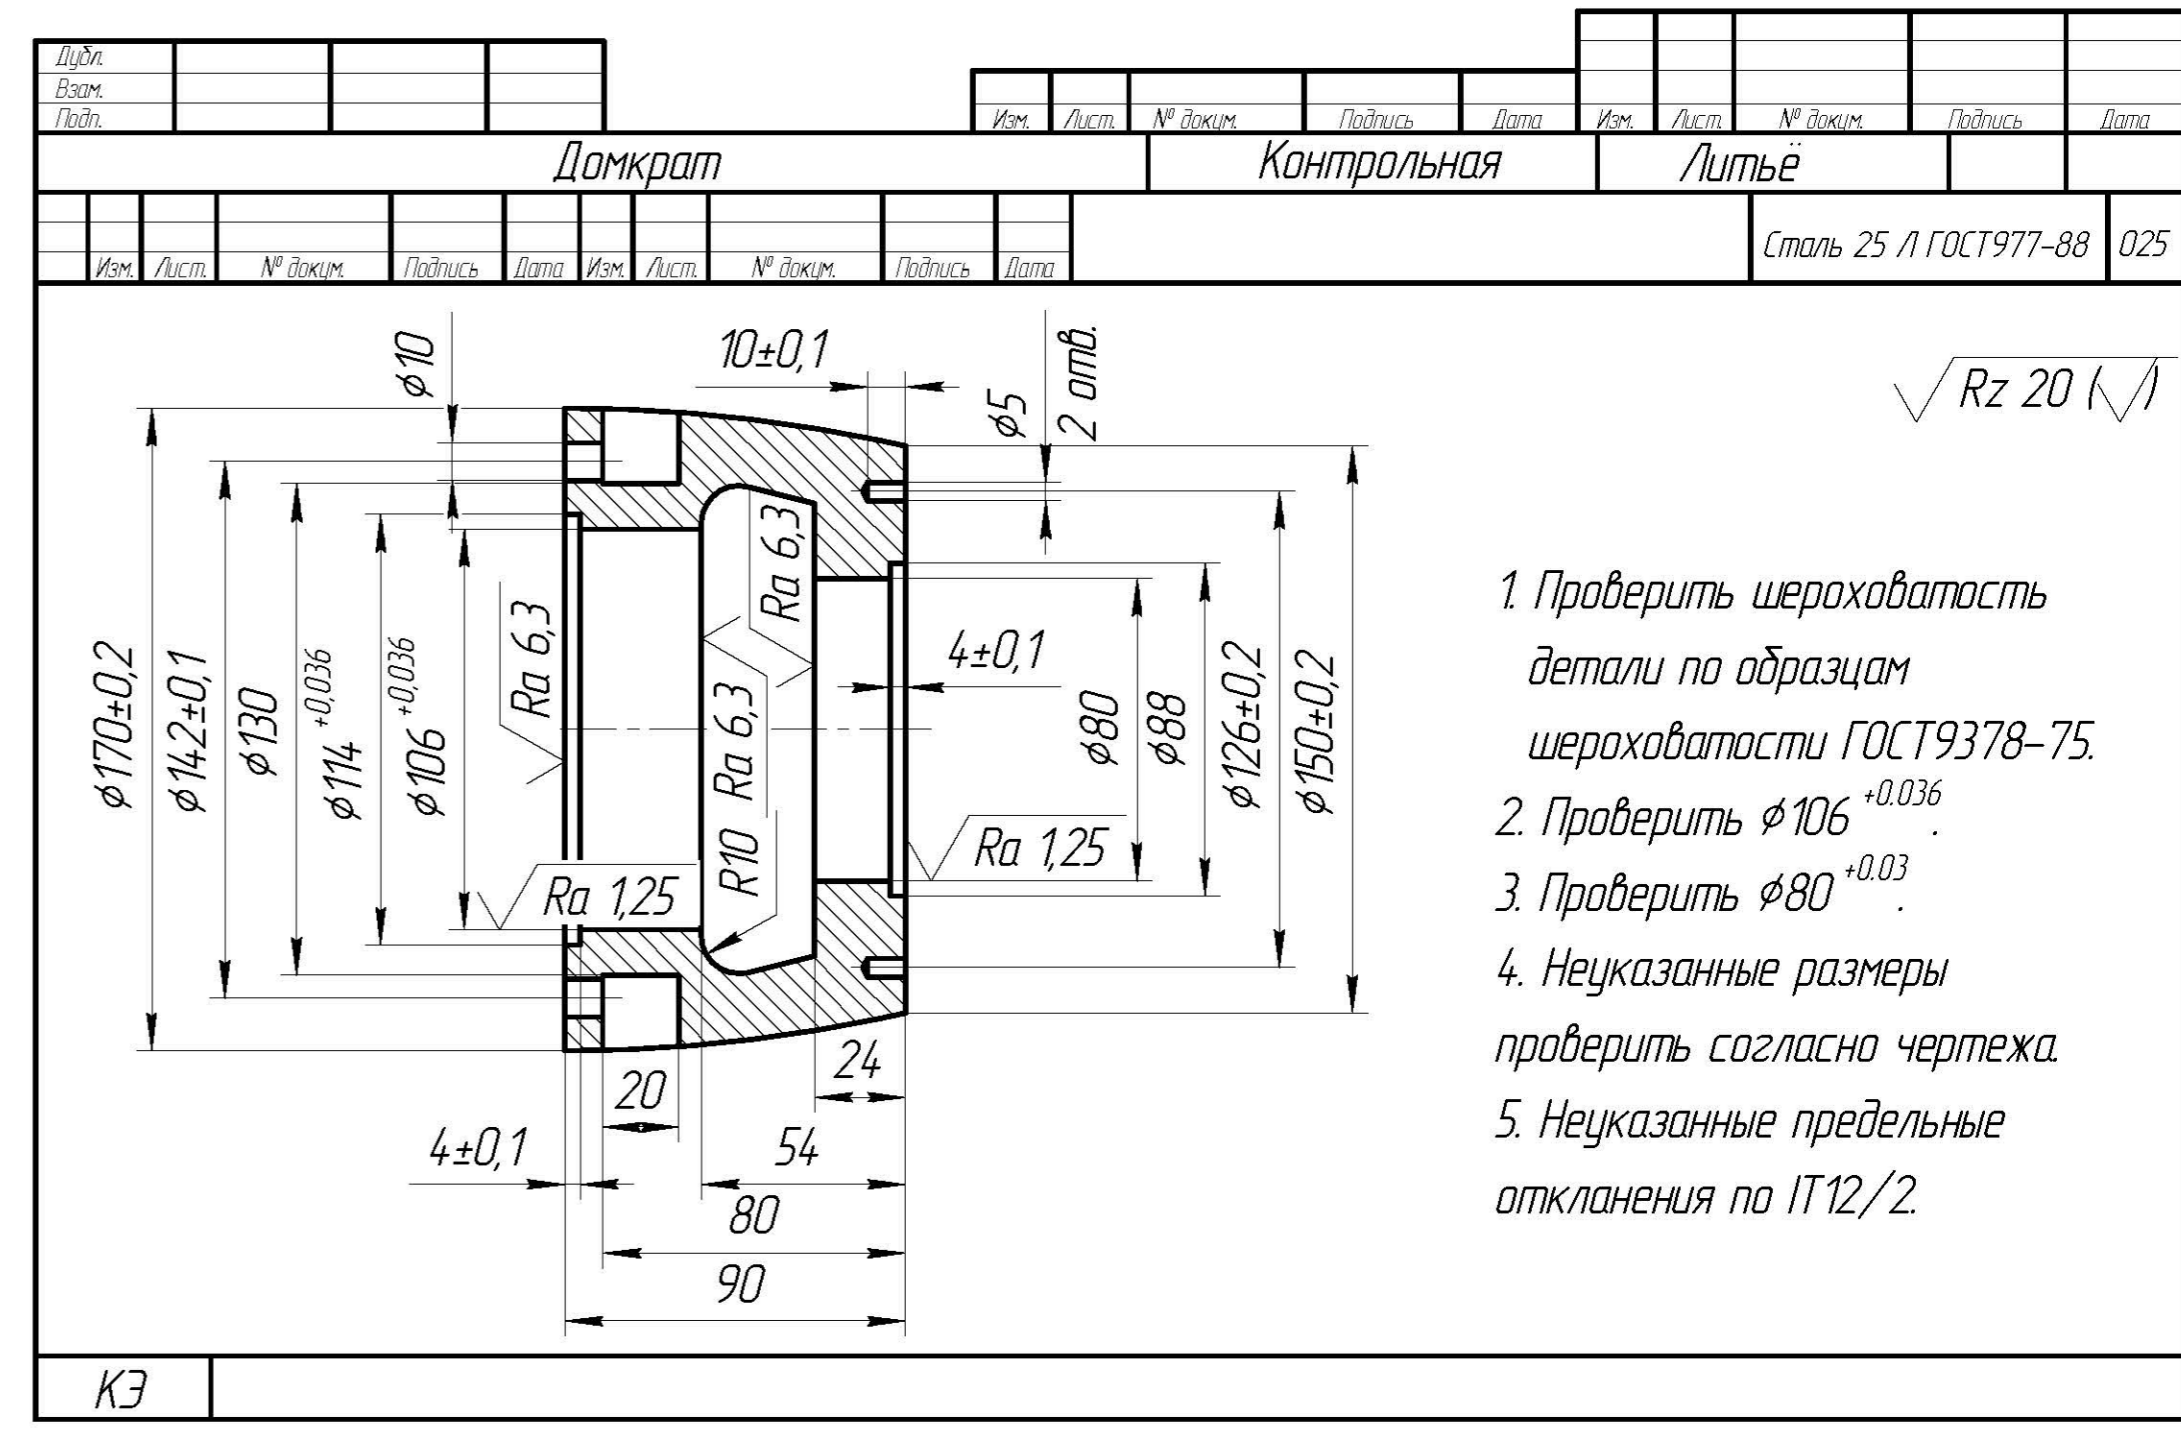 Дубл.
Взам.
Подп.
Изм. Лист. № докум. Подпись Дата Изм. Лист. № докум. Подпись Дата
Домкрат Контрольная Литьё
Сталь 25 Л ГОСТ977-88 025
Изм. Лист. № докум. Подпись Дата Изм. Лист. № докум. Подпись Дата
Rz 20 (√)
ϕ10
10±0,1
ϕ5
2 отв.
ϕ170±0,2
ϕ142±0,1
ϕ130
ϕ114 +0,036
ϕ106 +0,036
Ra 6,3
Ra 6,3
R10 Ra 6,3
4±0,1
ϕ80
ϕ88
ϕ126±0,2
ϕ150±0,2
Ra 1,25
Ra 1,25
24
20
4±0,1
54
80
90
1. Проверить шероховатость
детали по образцам
шероховатости ГОСТ9378-75.
2. Проверить ϕ106 +0.036.
3. Проверить ϕ80 +0.03.
4. Неуказанные размеры
проверить согласно чертежа.
5. Неуказанные предельные
откланения по IT12/2.
КЭ